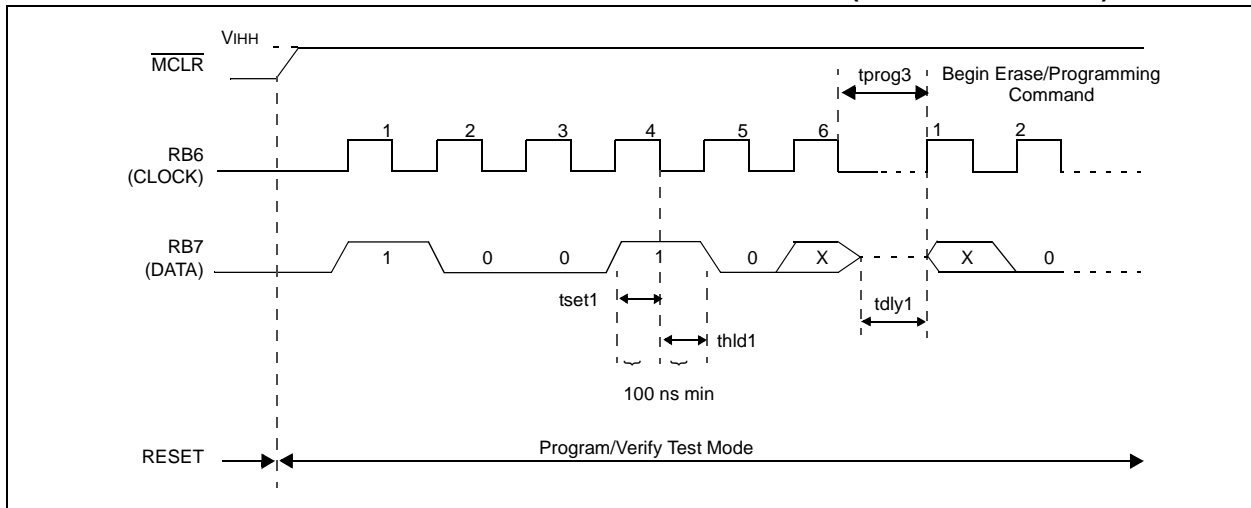 VIHH
MCLR
tprog3
Begin Erase/Programming
Command
1 2 3 4 5 6 1 2
RB6
(CLOCK)
RB7
(DATA)
1 0 0 1 0 X X 0
tset1
tdly1
thld1
100 ns min
RESET
Program/Verify Test Mode